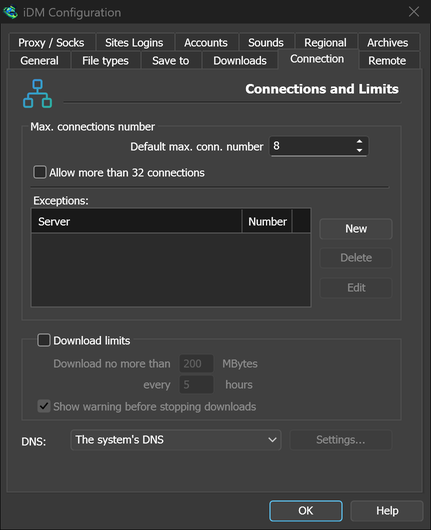 iDM Configuration
Proxy / Socks Sites Logins Accounts Sounds Regional Archives
General File types Save to Downloads Connection Remote
Connections and Limits
Max. connections number
Default max. conn. number 8
Allow more than 32 connections
Exceptions:
Server Number
New
Delete
Edit
Download limits
Download no more than 200 MBytes
every 5 hours
Show warning before stopping downloads
DNS: The system's DNS Settings...
OK Help